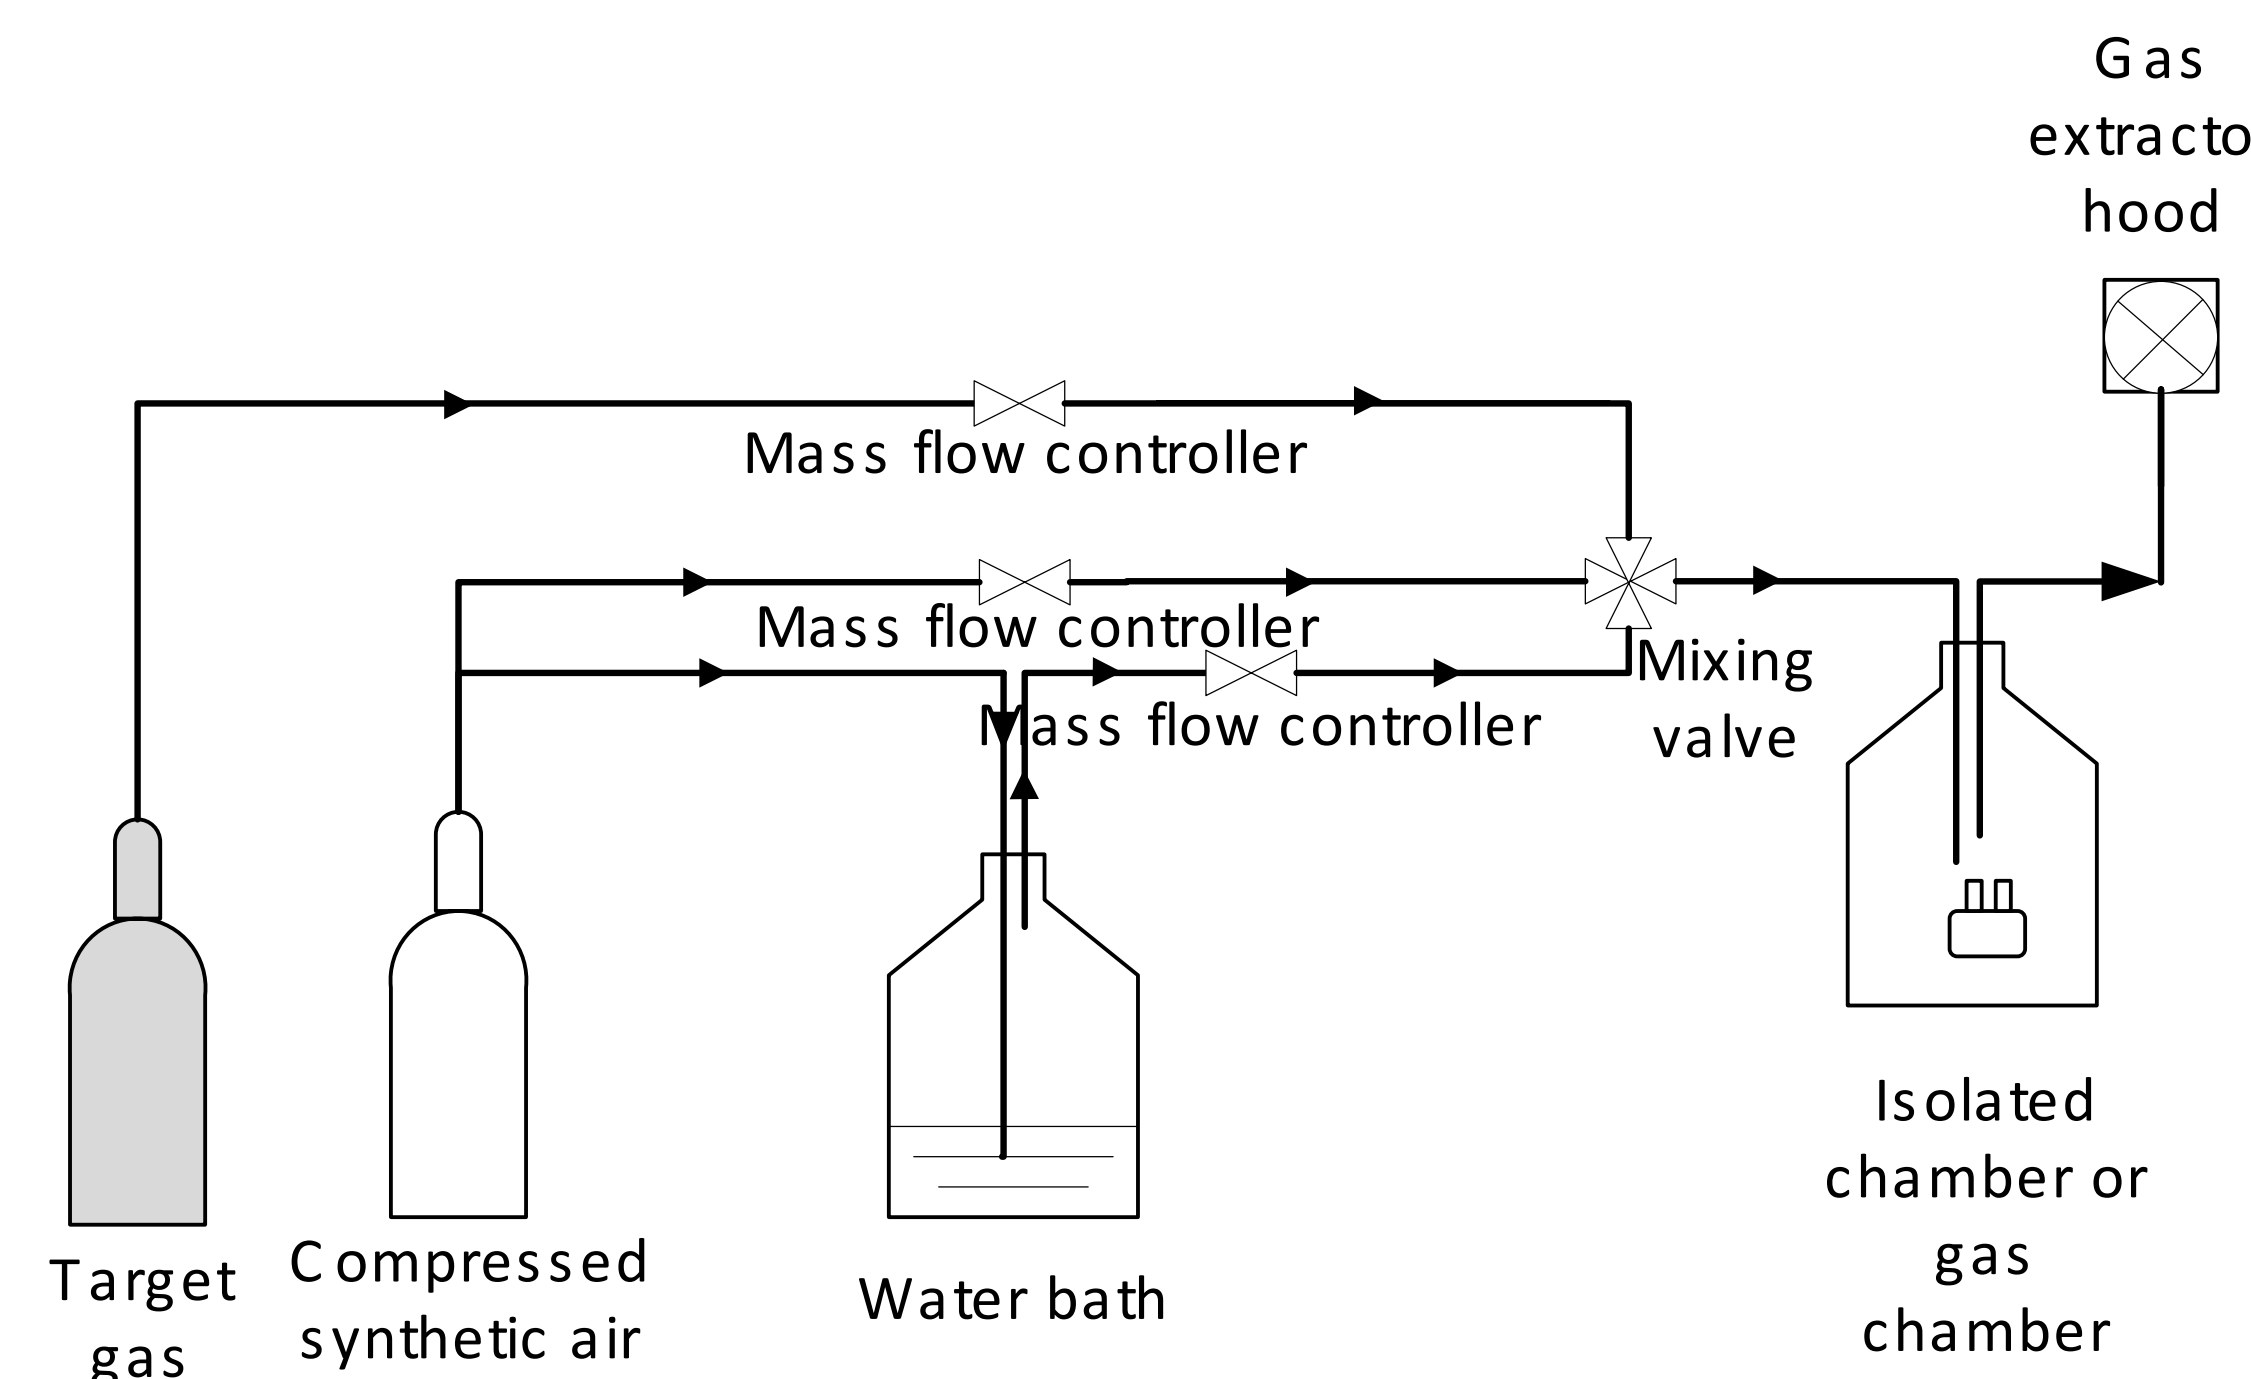 Gas
extracto
hood
Mass flow controller
Mass flow controller
Mixing
valve
Mass flow controller
Target
gas
Compressed
synthetic air
Water bath
Isolated
chamber or
gas
chamber